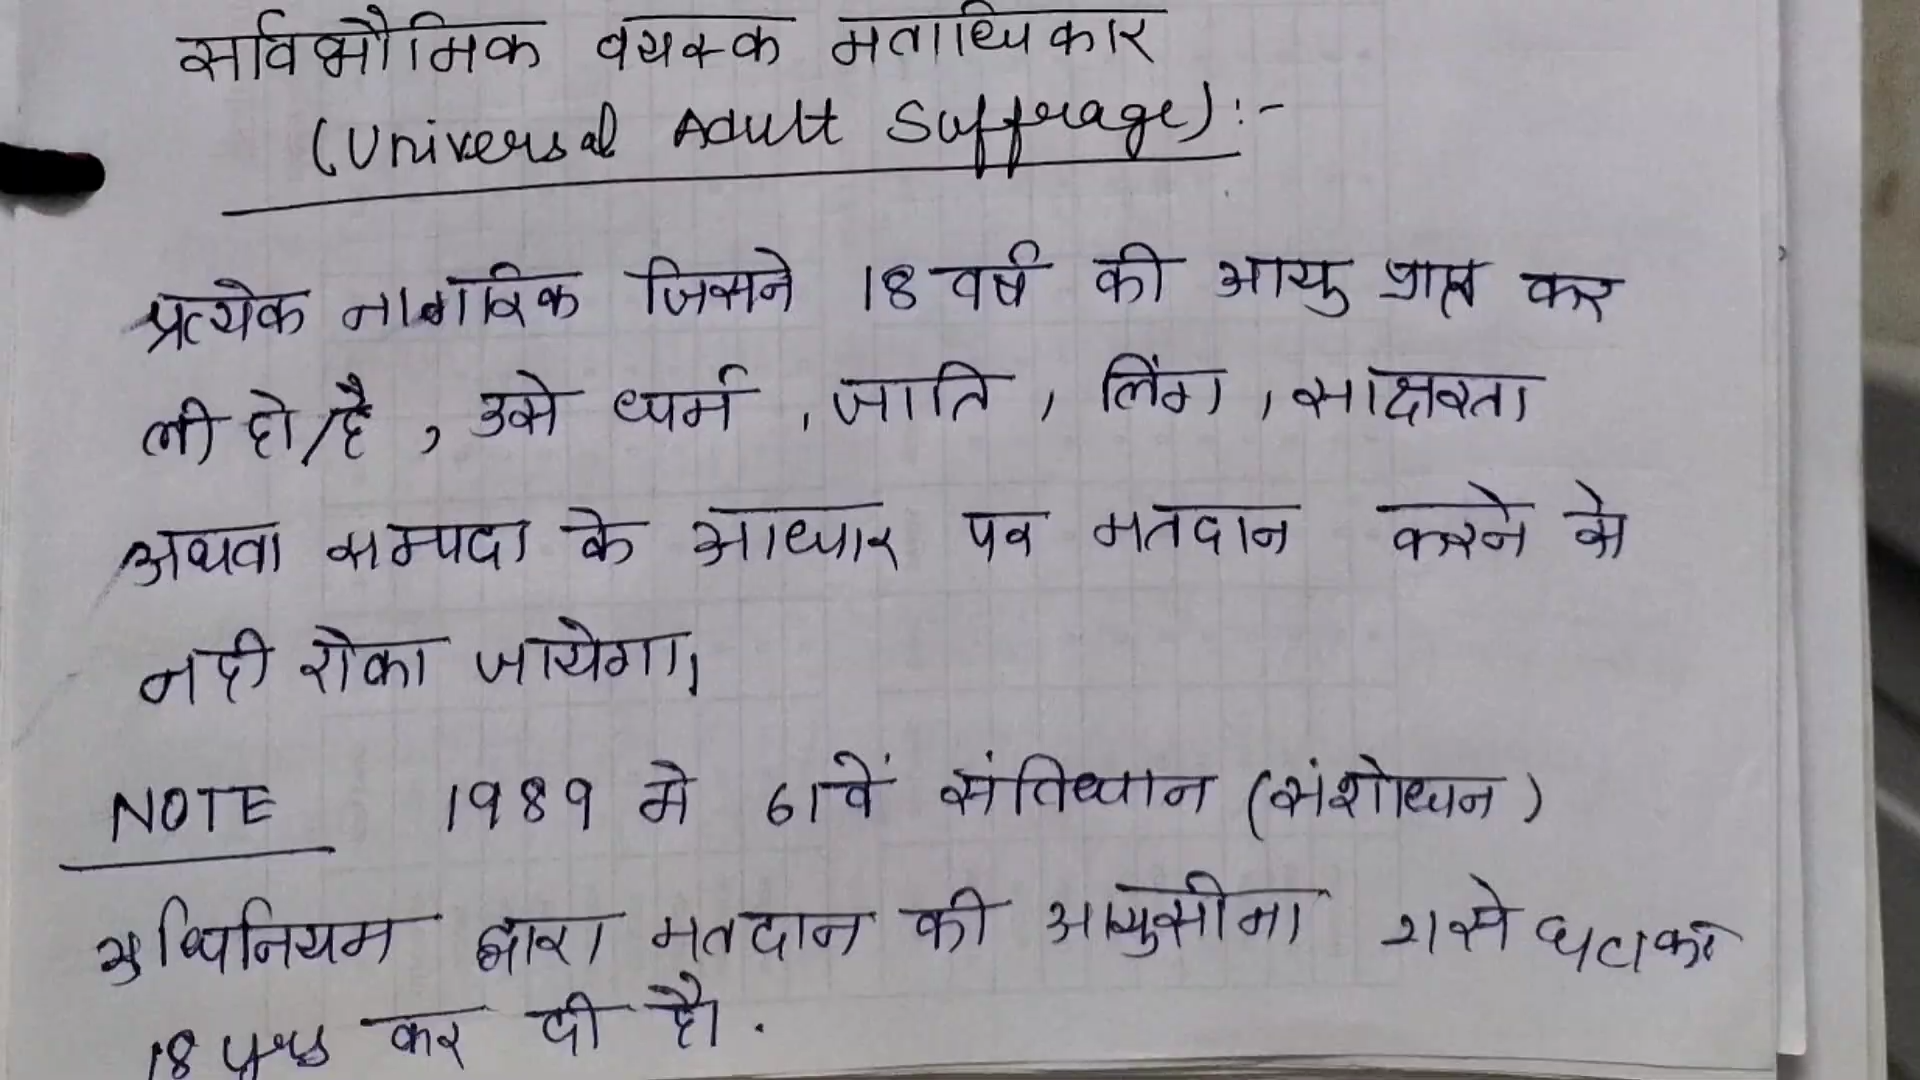 सार्वभौमिक वयस्क मताधिकार
(Universal Adult Suffrage):-
प्रत्येक नागरिक जिसने 18 वर्ष की आयु प्राप्त कर
ली हो/है, उसे धर्म, जाति, लिंग, साक्षरता
अथवा सम्पदा के आधार पर मतदान करने से
नही रोका जायेगा।
NOTE 1989 मे 61वें संविधान (संशोधन)
अधिनियम द्वारा मतदान की आयुसीमा 21 से घटाकर
18 yrs कर दी है।.